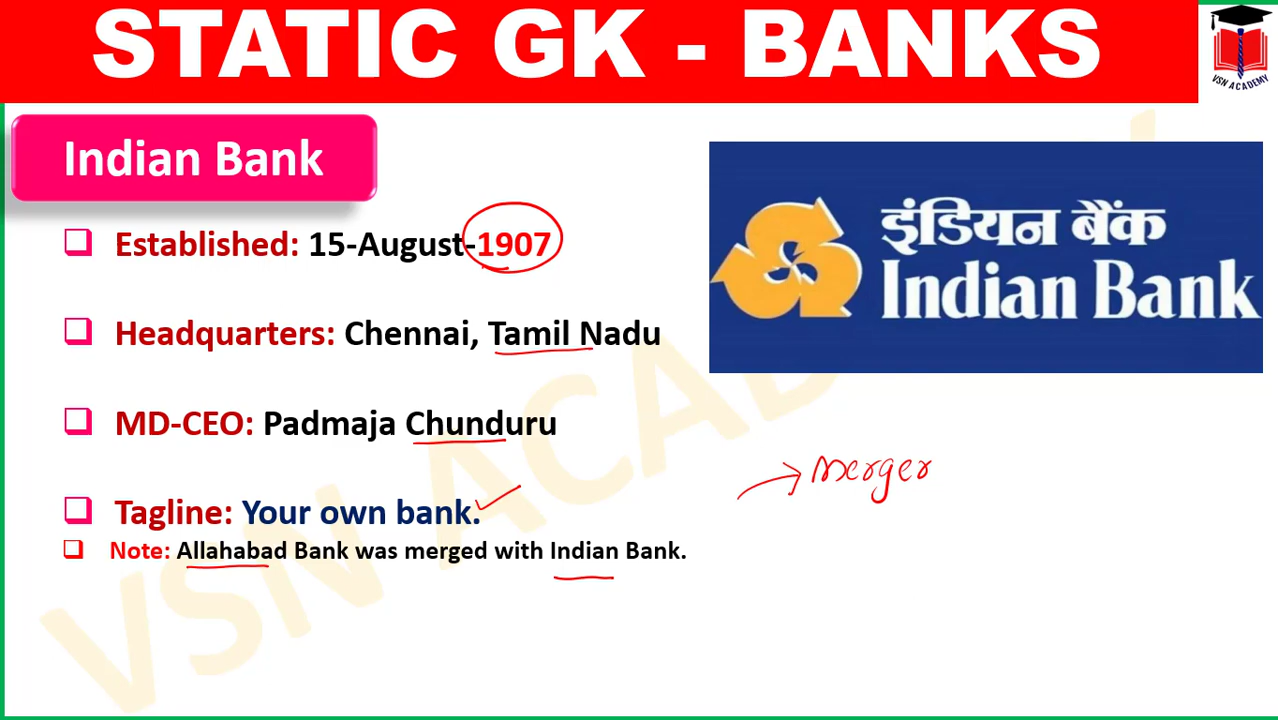 STATIC GK - BANKS
VSN ACADEMY
Indian Bank
Established: 15-August-1907
Headquarters: Chennai, Tamil Nadu
MD-CEO: Padmaja Chunduru
Tagline: Your own bank.
Note: Allahabad Bank was merged with Indian Bank.
इंडियन बैंक
Indian Bank
merger
VSN ACADEMY